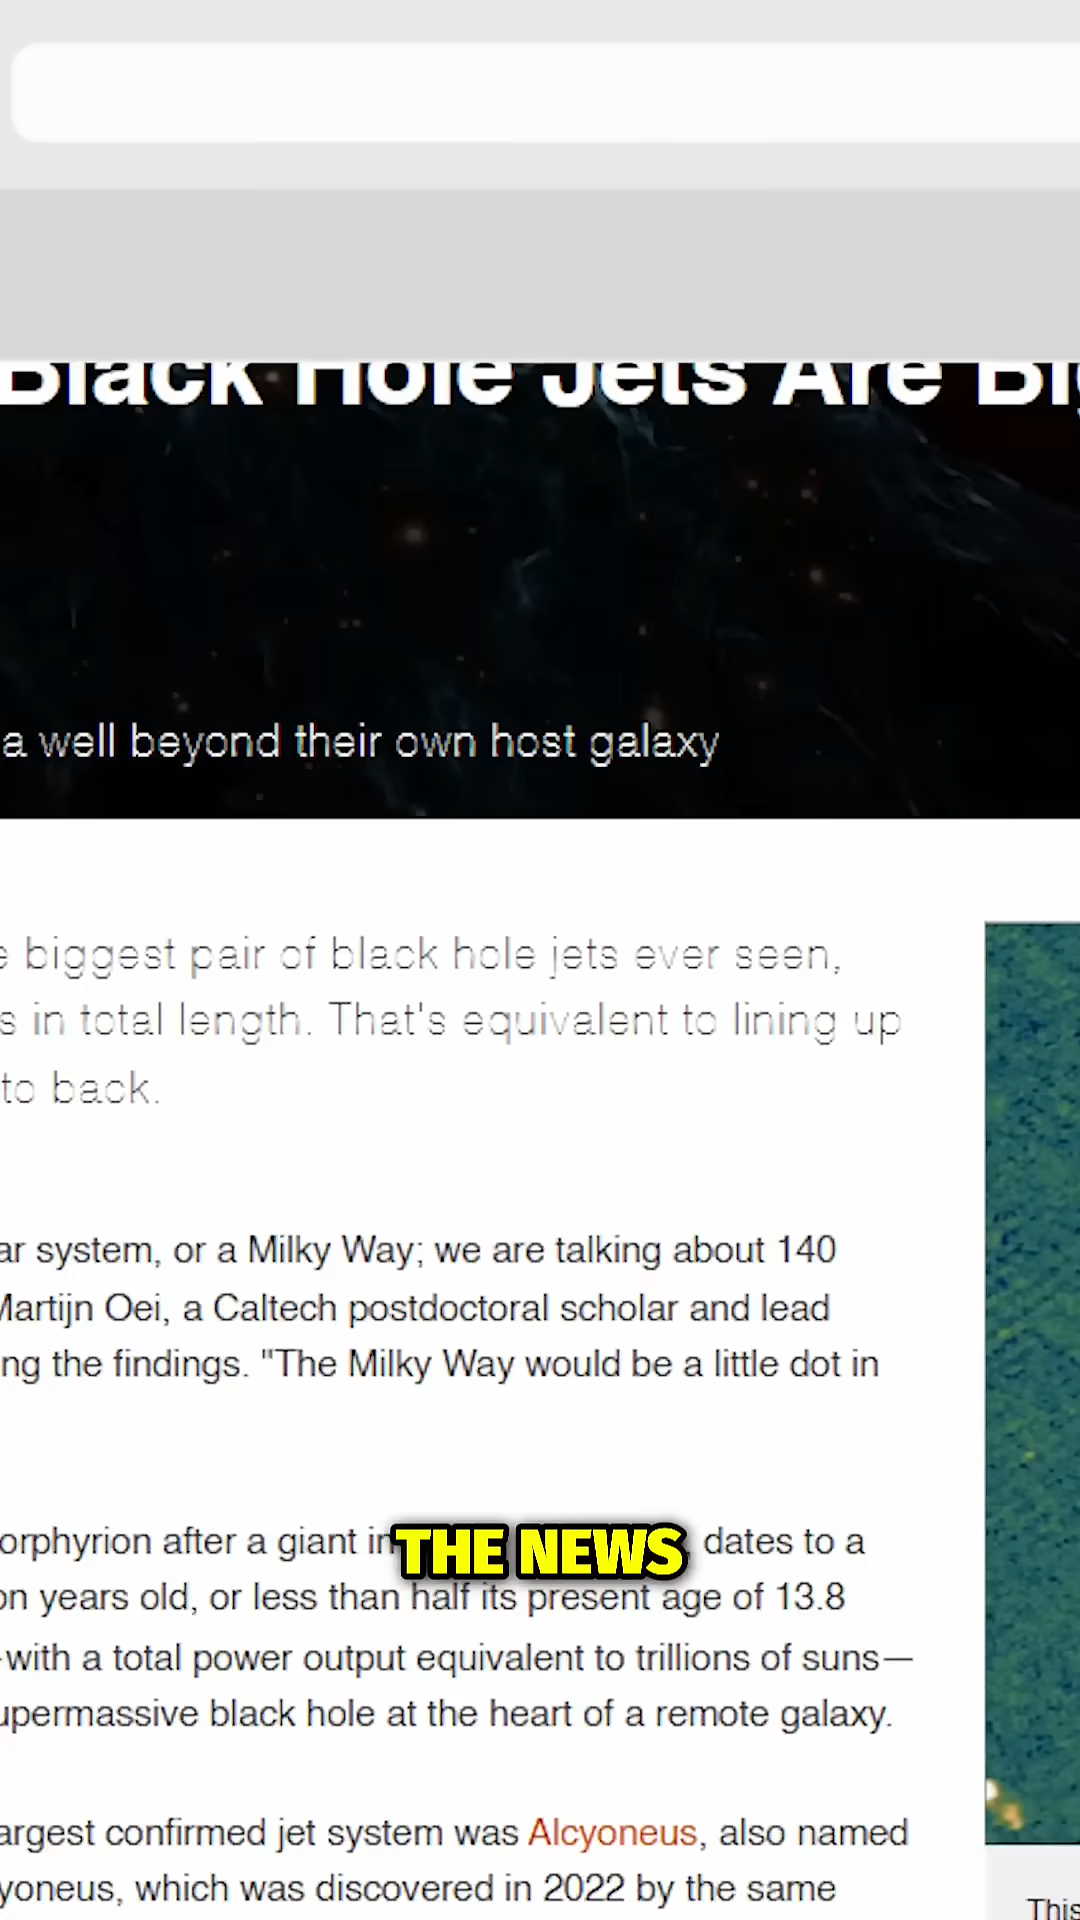 Black Hole Jets Are Bi
a well beyond their own host galaxy
e biggest pair of black hole jets ever seen,
s in total length. That's equivalent to lining up
to back.
ar system, or a Milky Way; we are talking about 140
Martijn Oei, a Caltech postdoctoral scholar and lead
ng the findings. "The Milky Way would be a little dot in
orphyrion after a giant in
THE NEWS
dates to a
on years old, or less than half its present age of 13.8
-with a total power output equivalent to trillions of suns—
upermassive black hole at the heart of a remote galaxy.
argest confirmed jet system was Alcyoneus, also named
yoneus, which was discovered in 2022 by the same
This